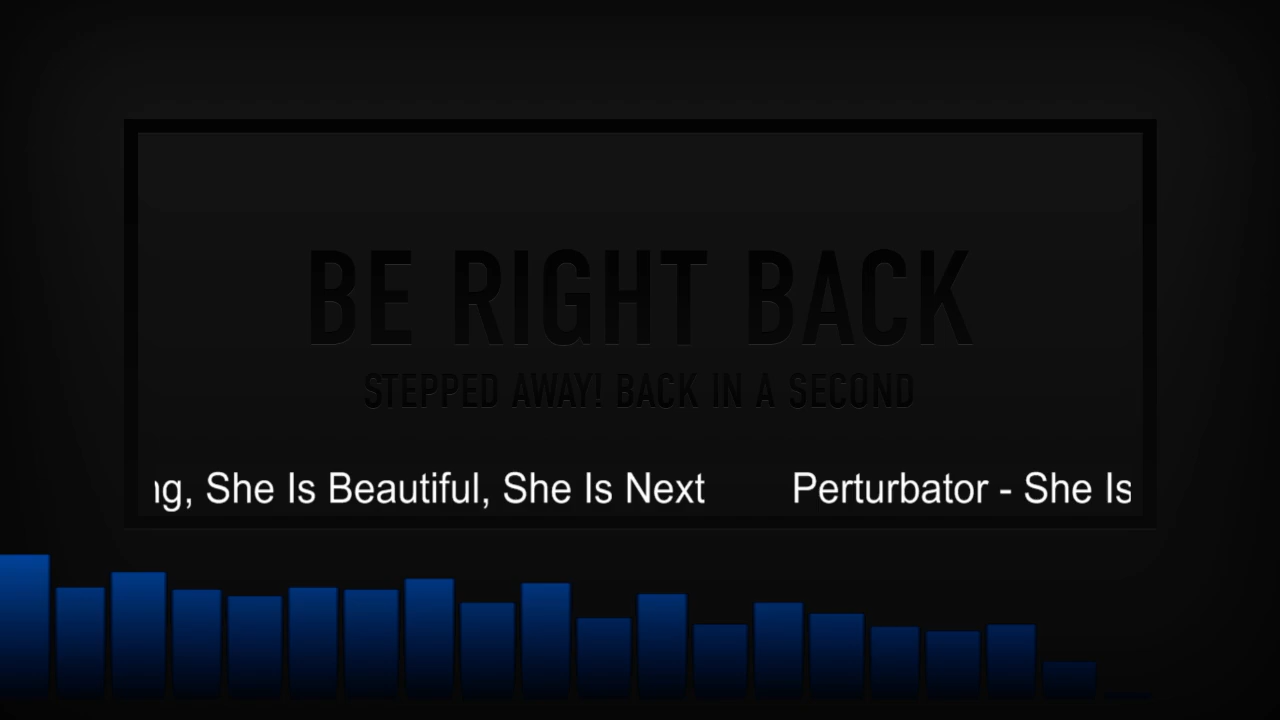 BE RIGHT BACK
STEPPED AWAY! BACK IN A SECOND
She Is Beautiful, She Is Next Perturbator - She Is